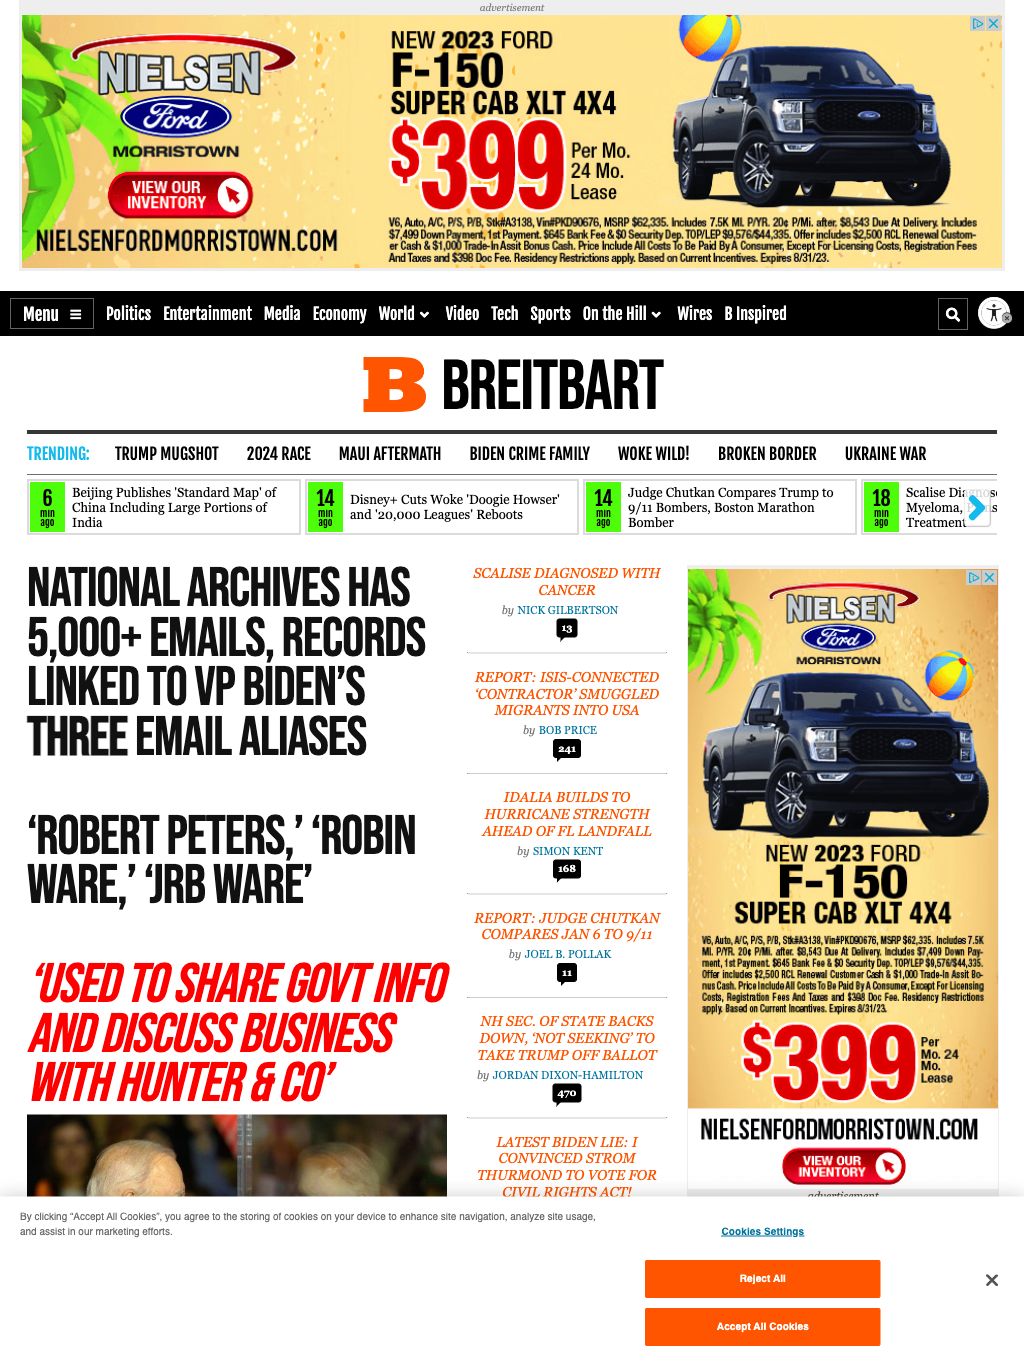 advertisement
NIELSEN
Ford
MORRISTOWN
VIEW OUR
INVENTORY
NIELSENFORDMORRISTOWN.COM
NEW 2023 FORD
F-150
SUPER CAB XLT 4X4
$399
Per Mo.
24 Mo.
Lease
V6, Auto, A/C, P/S, P/B, Stk#A3138, Vin#PKD90676, MSRP $62,335. Includes 7.5K MI. P/YR. 20¢ P/Mi. after. $8,543 Due At Delivery. Includes
$7,499 Down Payment, 1st Payment. $645 Bank Fee & $0 Security Dep. TOP/LEP $9,576/$44,335. Offer includes $2,500 RCL Renewal Custom-
er Cash & $1,000 Trade-In Assit Bonus Cash. Price Include All Costs To Be Paid By A Consumer, Except For Licensing Costs, Registration Fees
And Taxes and $398 Doc Fee. Residency Restrictions apply. Based on Current Incentives. Expires 8/31/23.
Menu Politics Entertainment Media Economy World Video Tech Sports On the Hill Wires B Inspired
B BREITBART
TRENDING: TRUMP MUGSHOT 2024 RACE MAUI AFTERMATH BIDEN CRIME FAMILY WOKE WILD! BROKEN BORDER UKRAINE WAR
6
min
ago
Beijing Publishes 'Standard Map' of
China Including Large Portions of
India
14
min
ago
Disney+ Cuts Woke 'Doogie Howser'
and '20,000 Leagues' Reboots
14
min
ago
Judge Chutkan Compares Trump to
9/11 Bombers, Boston Marathon
Bomber
18
min
ago
Scalise
Myeloma,
Treatment
NATIONAL ARCHIVES HAS
5,000+ EMAILS, RECORDS
LINKED TO VP BIDEN’S
THREE EMAIL ALIASES
‘ROBERT PETERS,’ ‘ROBIN
WARE,’ ‘JRB WARE’
‘USED TO SHARE GOVT INFO
AND DISCUSS BUSINESS
WITH HUNTER & CO’
SCALISE DIAGNOSED WITH
CANCER
by NICK GILBERTSON
13
REPORT: ISIS-CONNECTED
‘CONTRACTOR’ SMUGGLED
MIGRANTS INTO USA
by BOB PRICE
241
IDALIA BUILDS TO
HURRICANE STRENGTH
AHEAD OF FL LANDFALL
by SIMON KENT
168
REPORT: JUDGE CHUTKAN
COMPARES JAN 6 TO 9/11
by JOEL B. POLLAK
11
NH SEC. OF STATE BACKS
DOWN, ‘NOT SEEKING’ TO
TAKE TRUMP OFF BALLOT
by JORDAN DIXON-HAMILTON
470
LATEST BIDEN LIE: I
CONVINCED STROM
THURMOND TO VOTE FOR
CIVIL RIGHTS ACT!
NIELSEN
Ford
MORRISTOWN
NEW 2023 FORD
F-150
SUPER CAB XLT 4X4
V6, Auto, A/C, P/S, P/B, Stk#A3138, Vin#PKD90676, MSRP $62,335. Includes 7.5K
MI. P/YR. 20¢ P/Mi. after. $8,543 Due At Delivery. Includes $7,499 Down Pay-
ment, 1st Payment. $645 Bank Fee & $0 Security Dep. TOP/LEP $9,576/$44,335.
Offer includes $2,500 RCL Renewal Customer Cash & $1,000 Trade-In Assit Bo-
nus Cash. Price Include All Costs To Be Paid By A Consumer, Except For Licensing
Costs, Registration Fees And Taxes and $398 Doc Fee. Residency Restrictions
apply. Based on Current Incentives. Expires 8/31/23.
$399
Per
Mo. 24
Mo.
Lease
NIELSENFORDMORRISTOWN.COM
VIEW OUR
INVENTORY
advertisement
By clicking “Accept All Cookies”, you agree to the storing of cookies on your device to enhance site navigation, analyze site usage,
and assist in our marketing efforts.
Cookies Settings
Reject All
Accept All Cookies